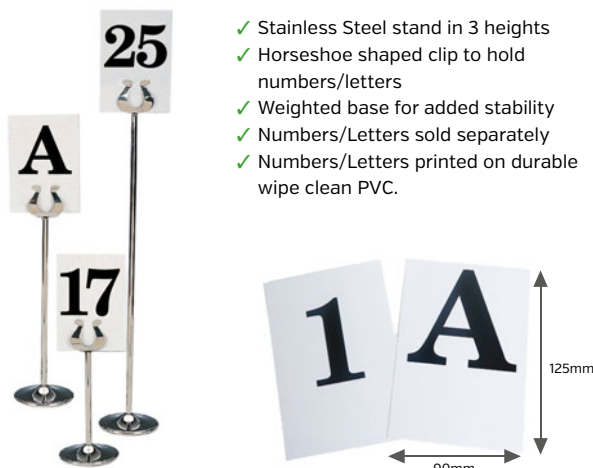 25
✓ Stainless Steel stand in 3 heights
✓ Horseshoe shaped clip to hold
numbers/letters
✓ Weighted base for added stability
✓ Numbers/Letters sold separately
✓ Numbers/Letters printed on durable
wipe clean PVC.
A
17
1 A
125mm
90mm